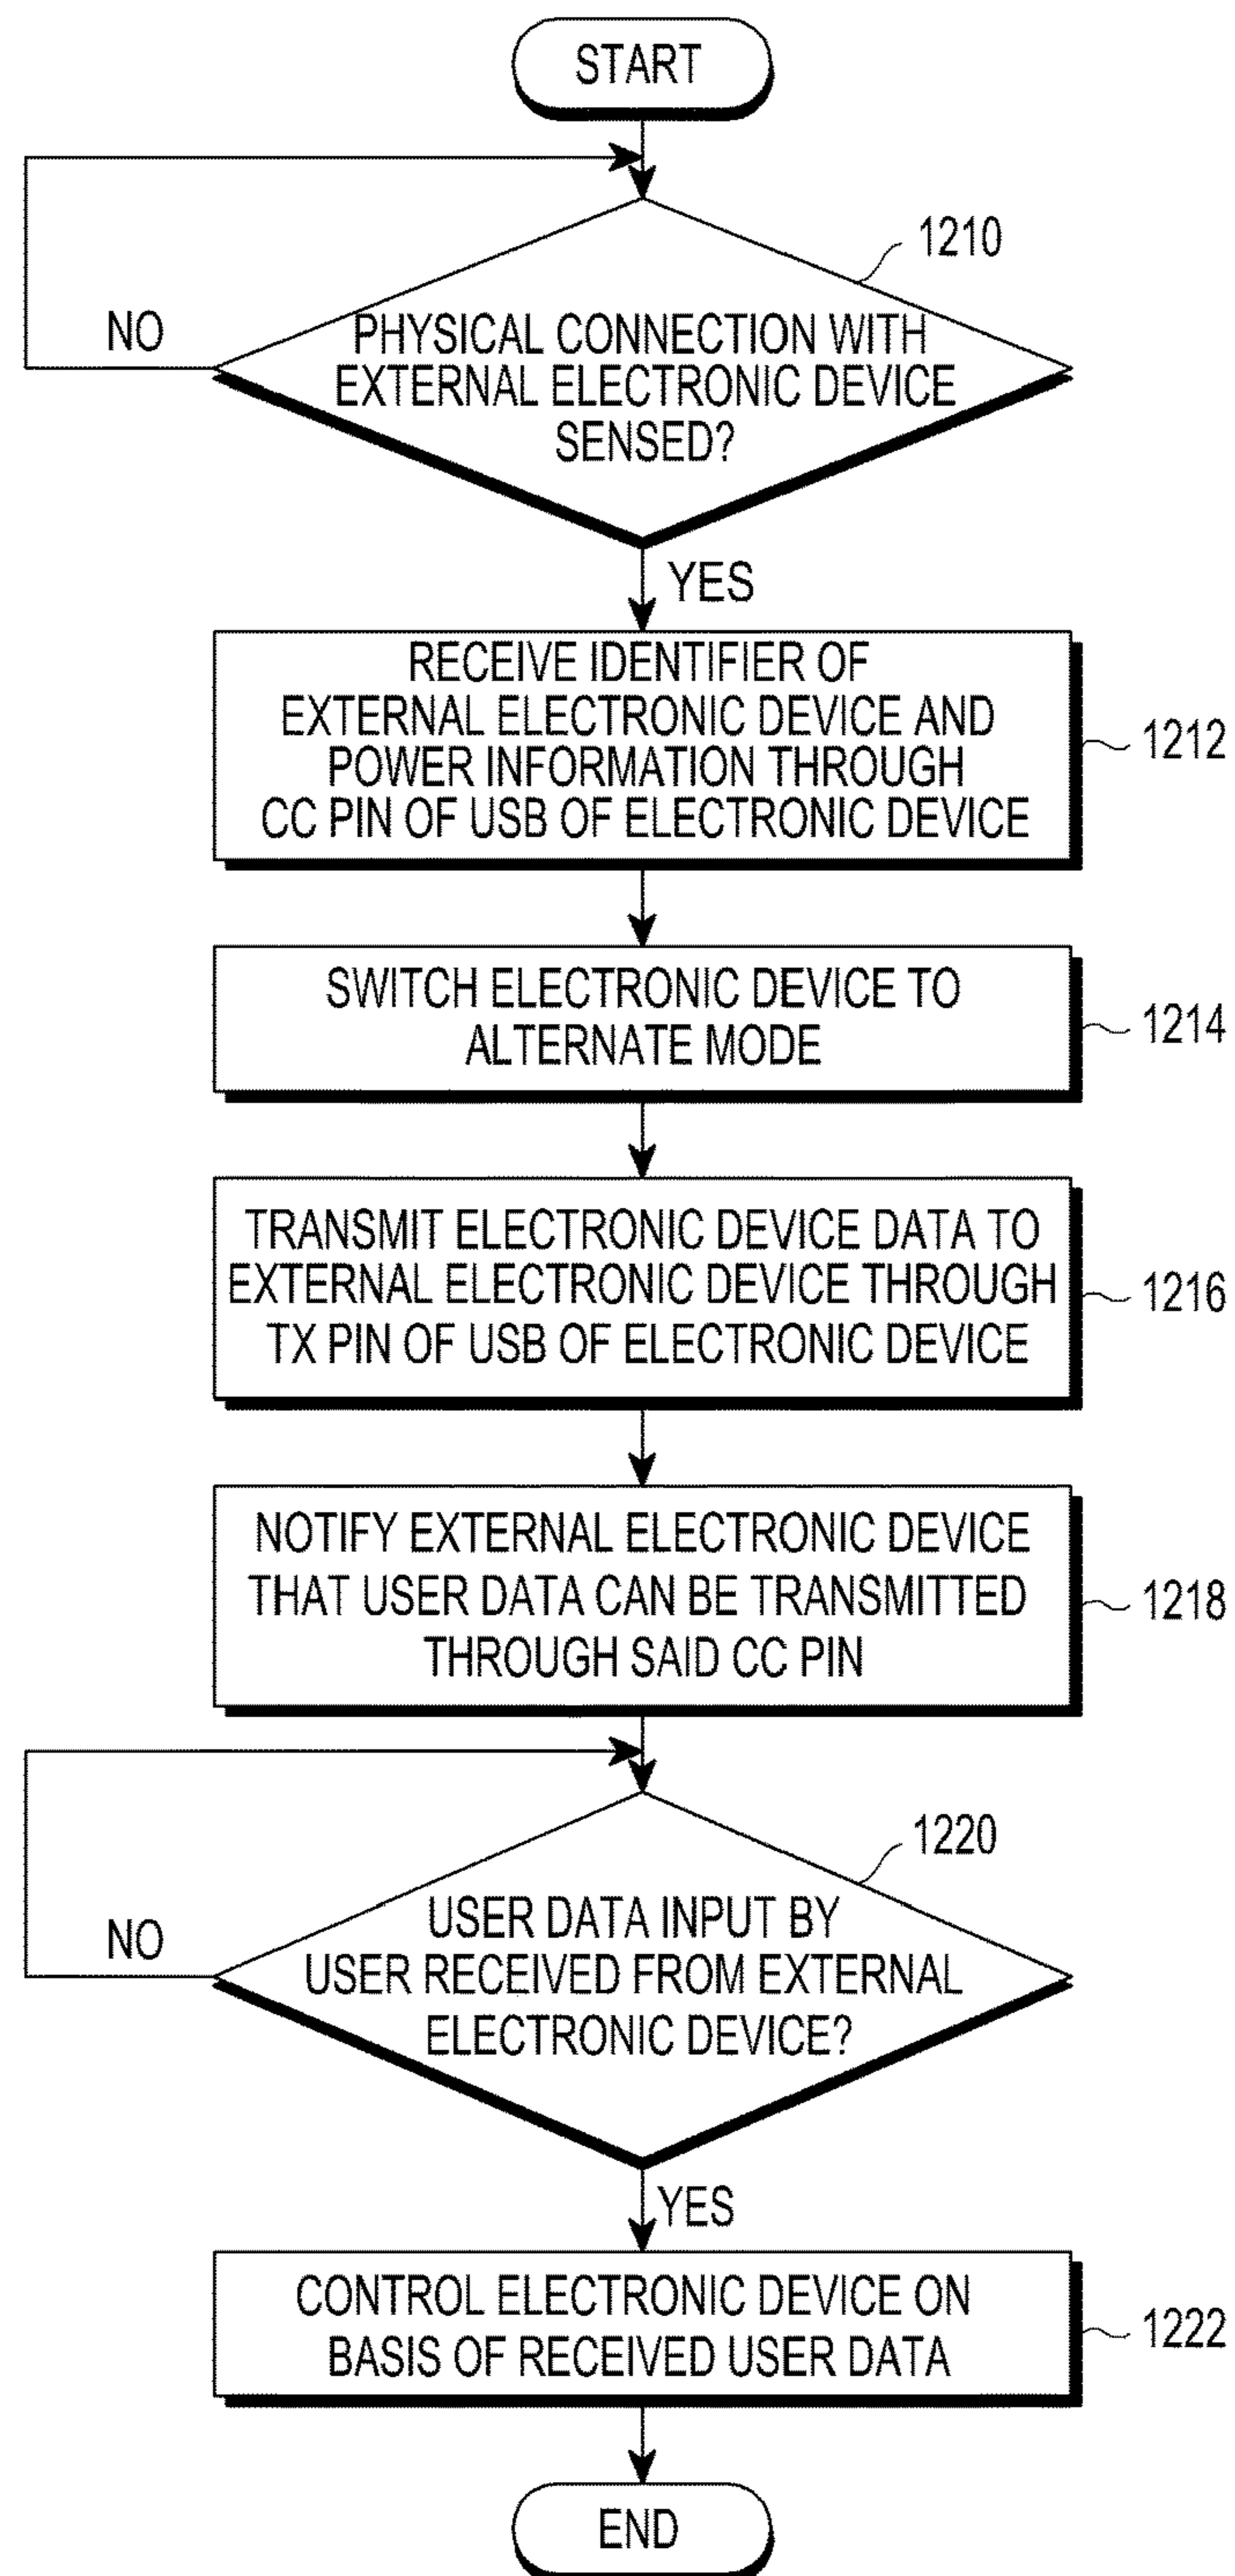 START
1210
NO
PHYSICAL CONNECTION WITH
EXTERNAL ELECTRONIC DEVICE
SENSED?
YES
RECEIVE IDENTIFIER OF
EXTERNAL ELECTRONIC DEVICE AND
POWER INFORMATION THROUGH
CC PIN OF USB OF ELECTRONIC DEVICE
1212
SWITCH ELECTRONIC DEVICE TO
ALTERNATE MODE
1214
TRANSMIT ELECTRONIC DEVICE DATA TO
EXTERNAL ELECTRONIC DEVICE THROUGH
TX PIN OF USB OF ELECTRONIC DEVICE
1216
NOTIFY EXTERNAL ELECTRONIC DEVICE
THAT USER DATA CAN BE TRANSMITTED
THROUGH SAID CC PIN
1218
1220
NO
USER DATA INPUT BY
USER RECEIVED FROM EXTERNAL
ELECTRONIC DEVICE?
YES
CONTROL ELECTRONIC DEVICE ON
BASIS OF RECEIVED USER DATA
1222
END